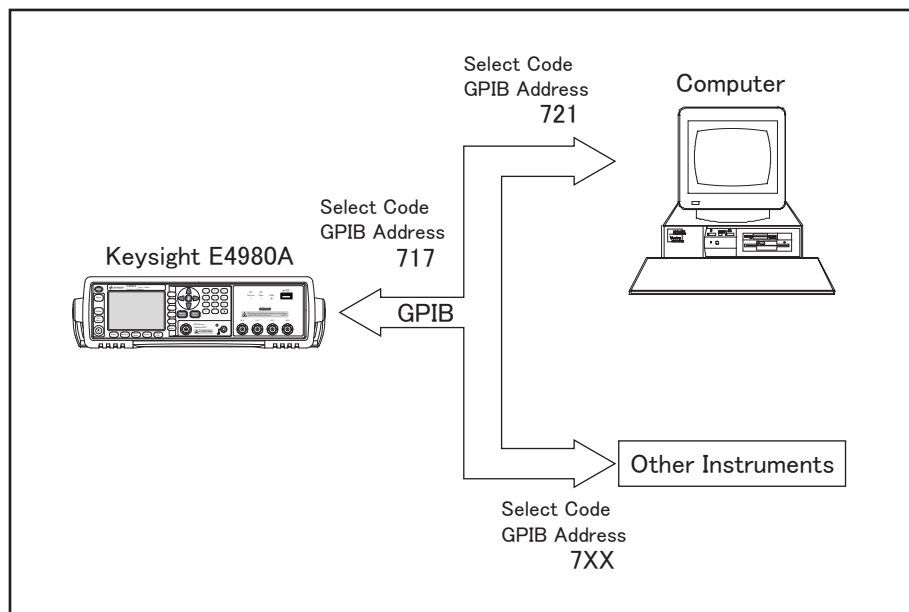 Select Code
GPIB Address
721
Computer
Select Code
GPIB Address
717
Keysight E4980A
GPIB
Other Instruments
Select Code
GPIB Address
7XX